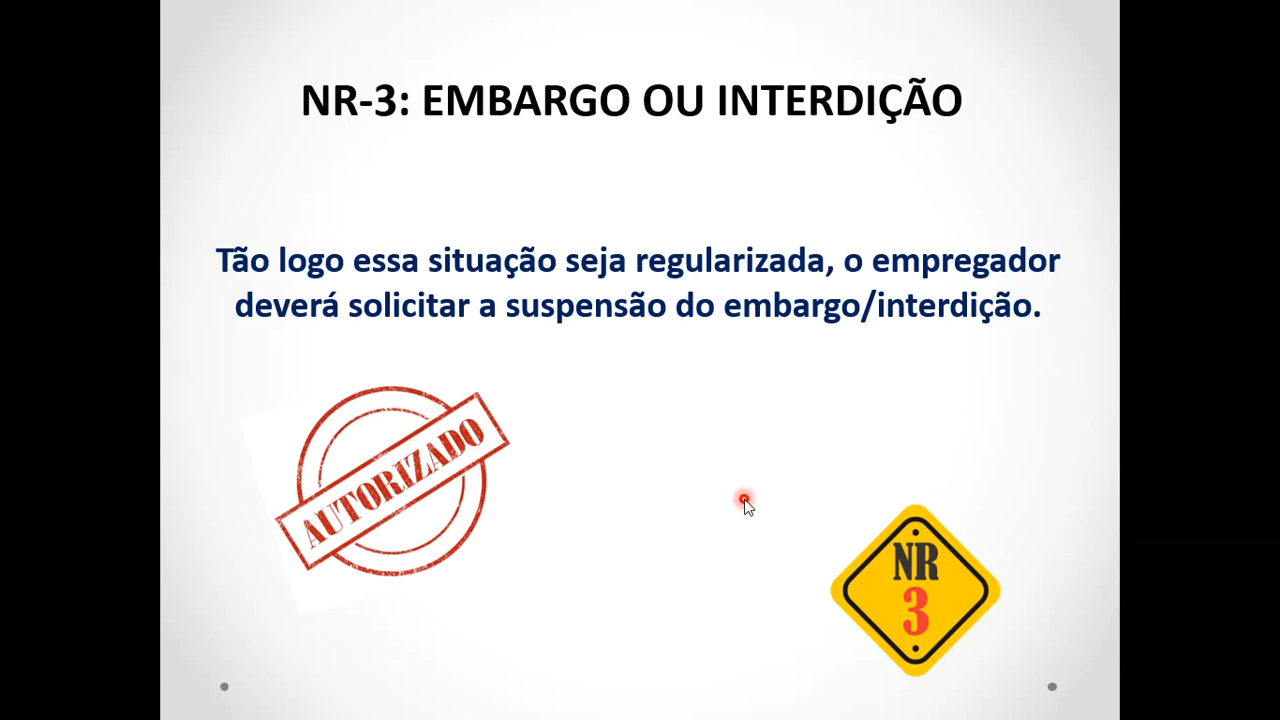 NR-3: EMBARGO OU INTERDIÇÃO
Tão logo essa situação seja regularizada, o empregador
deverá solicitar a suspensão do embargo/interdição.
AUTORIZADO
NR
3